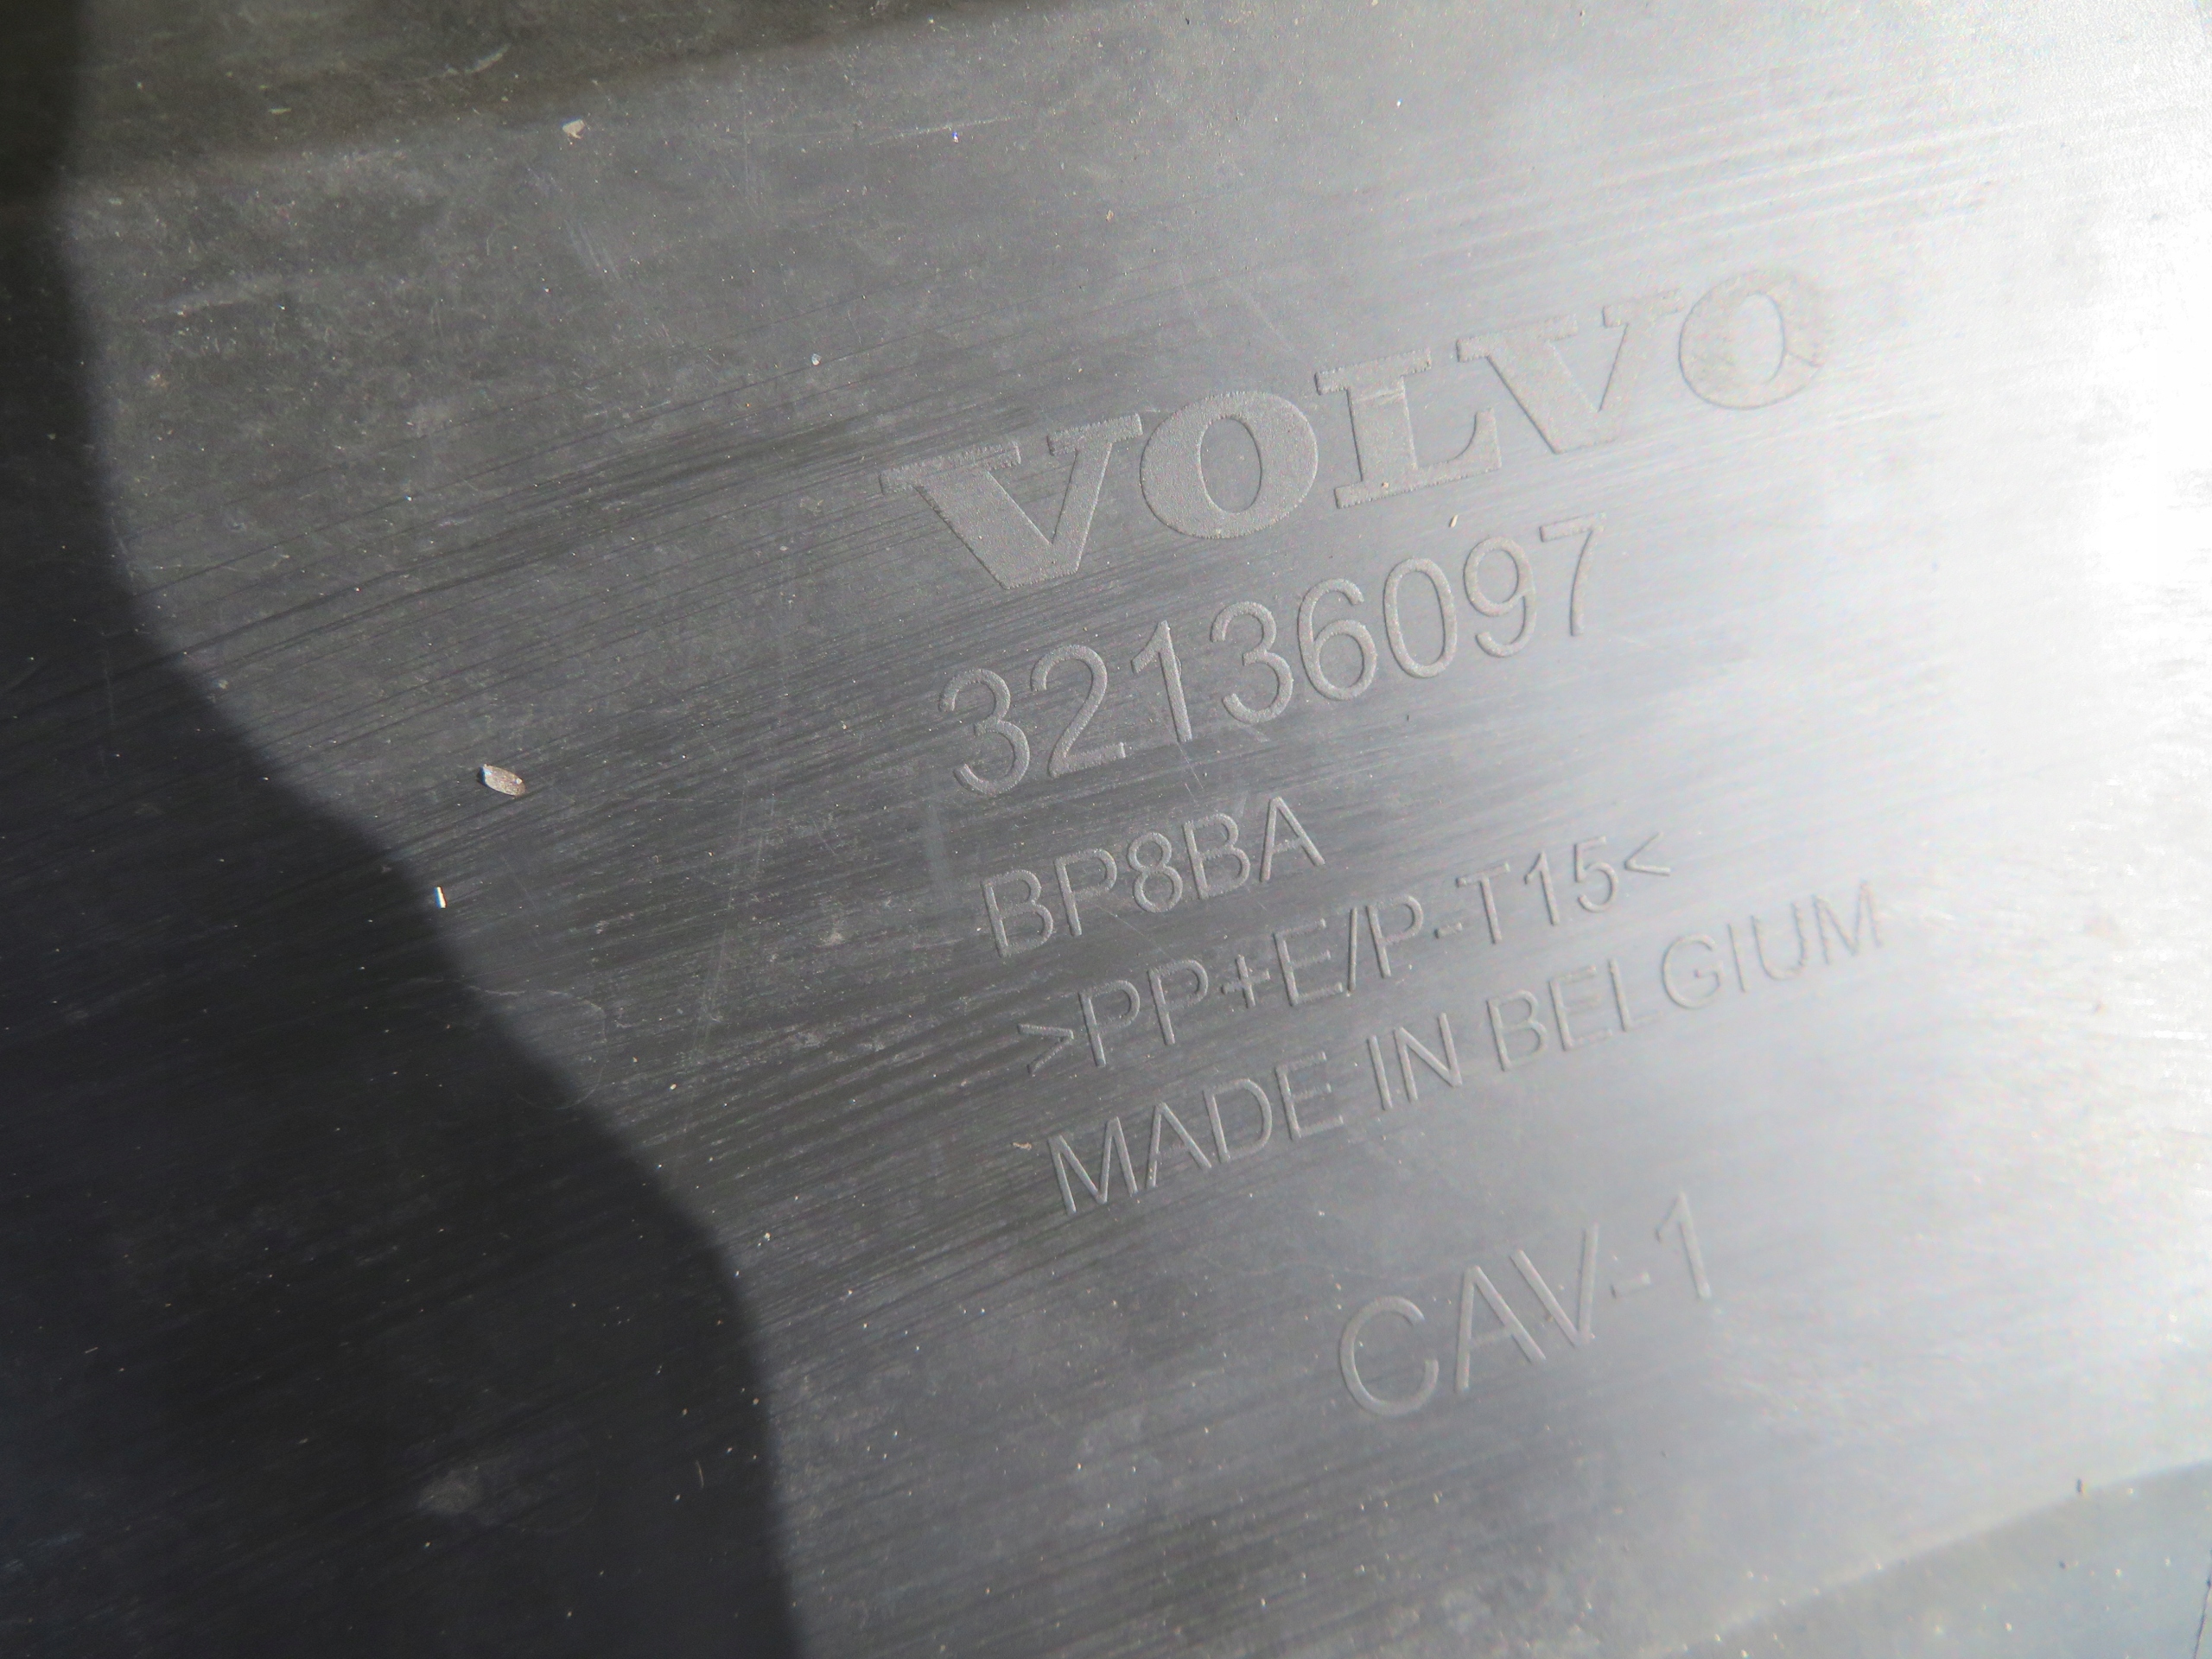 VOLVO
32136097
BP8BA
>PP+E/P-T15<
MADE IN BELGIUM
CAV-1